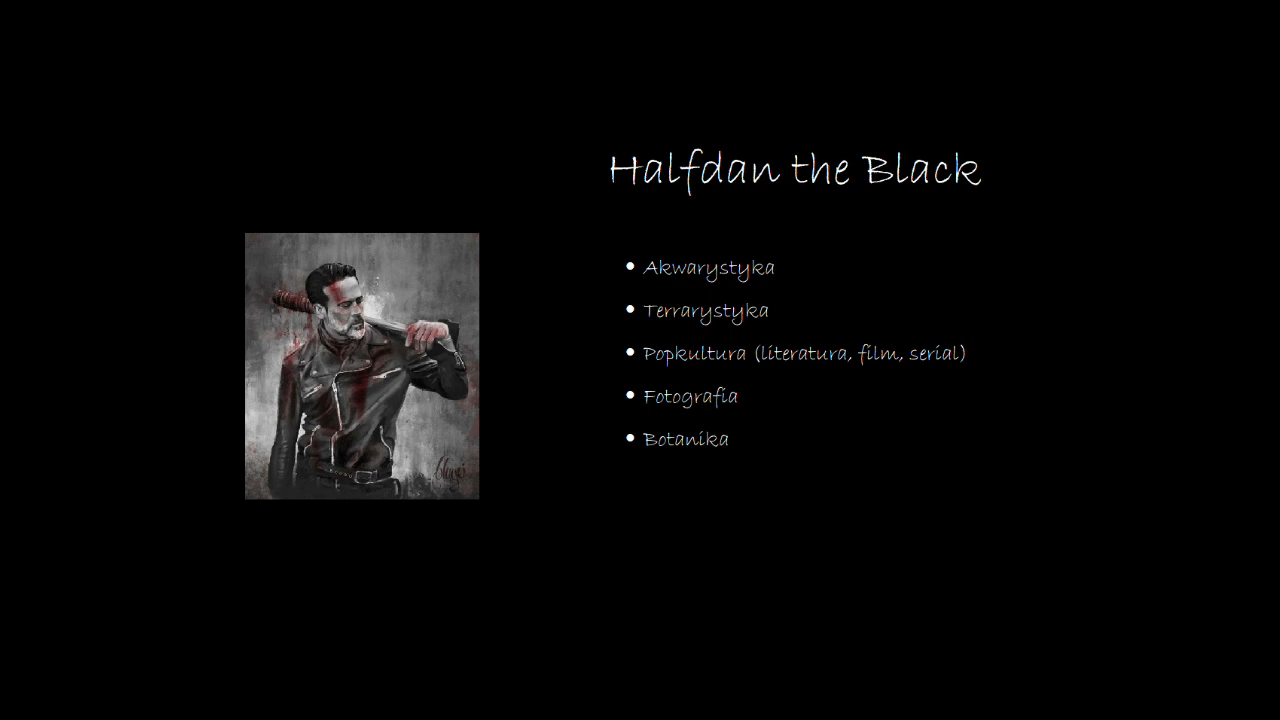 Halfdan the Black
• Akwarystyka
• Terrarystyka
• Popkultura (literatura, film, serial)
• Fotografia
• Botanika